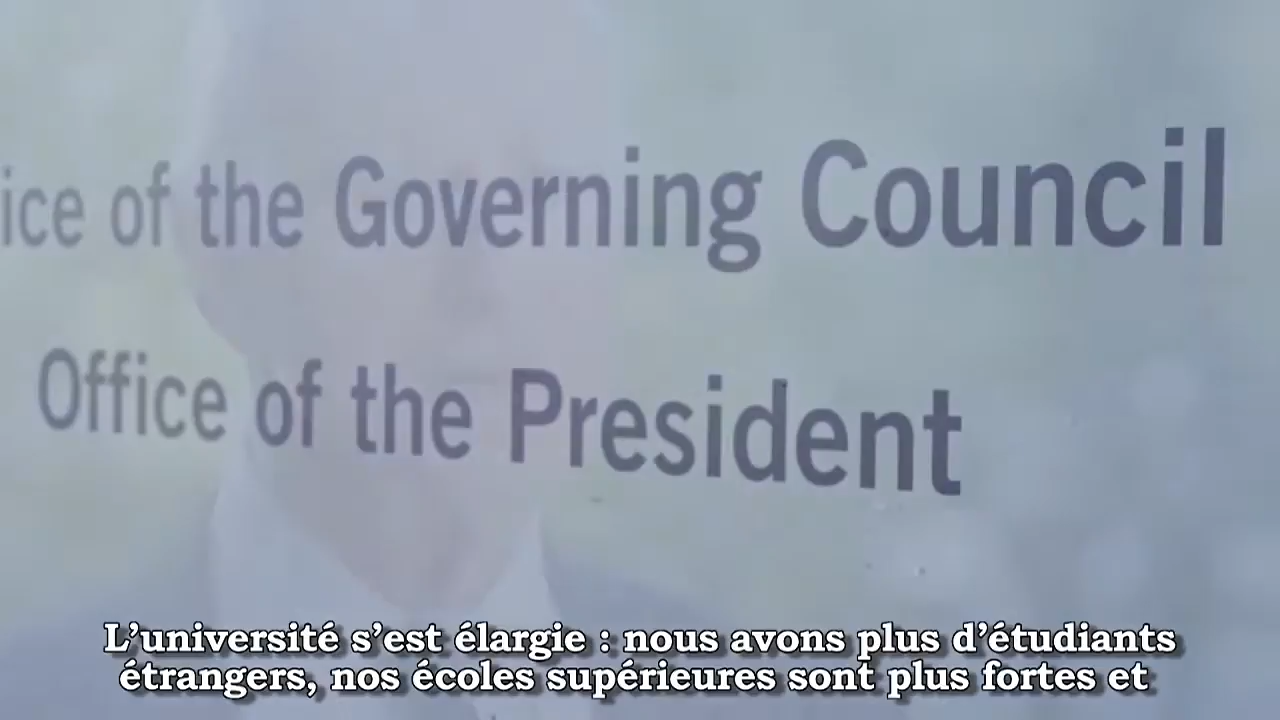 ice of the Governing Council
Office of the President
L’université s’est élargie : nous avons plus d’étudiants
étrangers, nos écoles supérieures sont plus fortes et